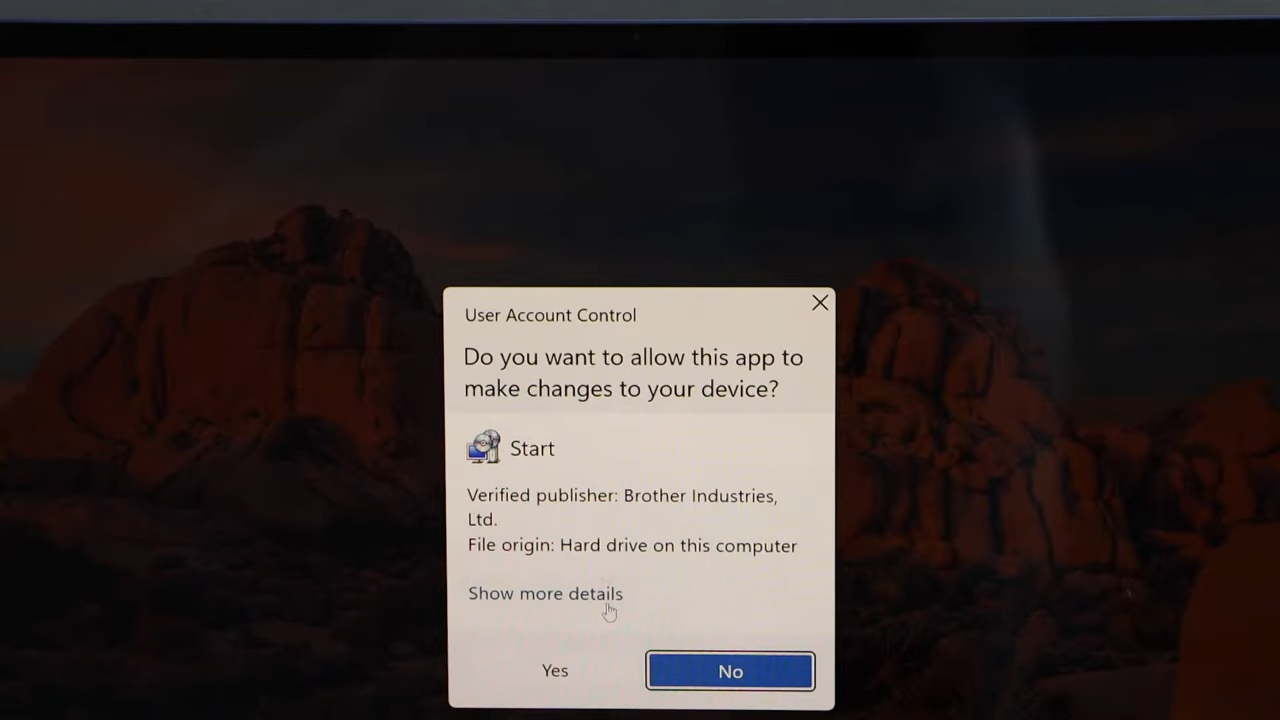 User Account Control
Do you want to allow this app to
make changes to your device?
Start
Verified publisher: Brother Industries,
Ltd.
File origin: Hard drive on this computer
Show more details
Yes
No